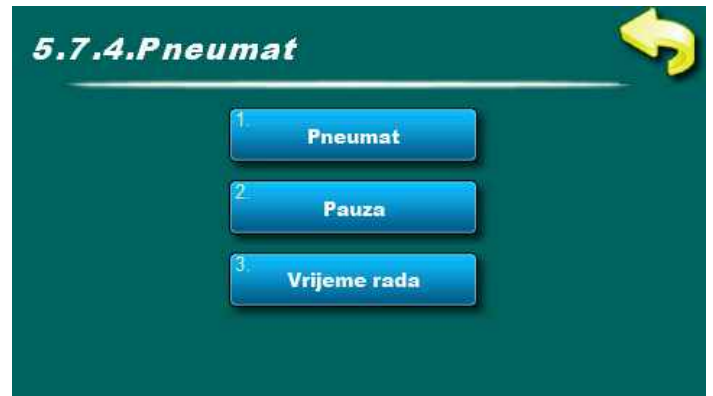 5.7.4.Pneumat
1.
Pneumat
2.
Pauza
3.
Vrijeme rada